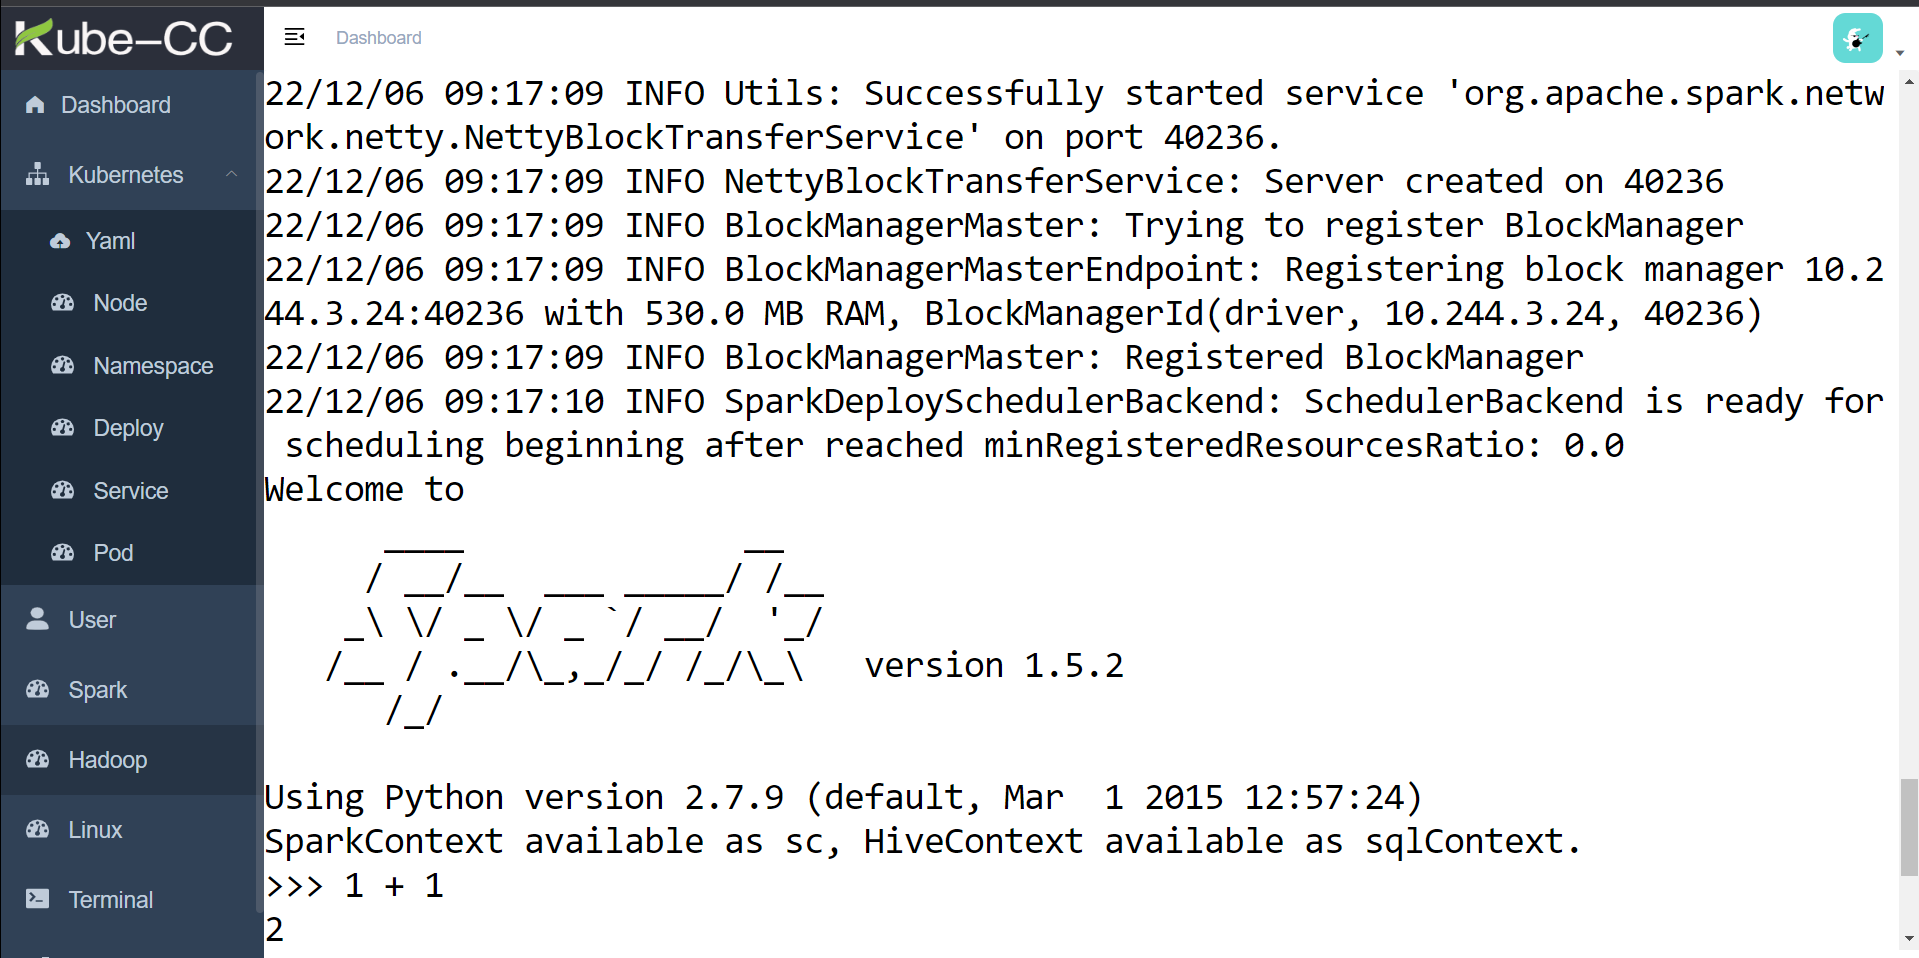 Kube-CC
Dashboard
Dashboard
Kubernetes
Yaml
Node
Namespace
Deploy
Service
Pod
User
Spark
Hadoop
Linux
Terminal
22/12/06 09:17:09 INFO Utils: Successfully started service 'org.apache.spark.netw
ork.netty.NettyBlockTransferService' on port 40236.
22/12/06 09:17:09 INFO NettyBlockTransferService: Server created on 40236
22/12/06 09:17:09 INFO BlockManagerMaster: Trying to register BlockManager
22/12/06 09:17:09 INFO BlockManagerMasterEndpoint: Registering block manager 10.2
44.3.24:40236 with 530.0 MB RAM, BlockManagerId(driver, 10.244.3.24, 40236)
22/12/06 09:17:09 INFO BlockManagerMaster: Registered BlockManager
22/12/06 09:17:10 INFO SparkDeploySchedulerBackend: SchedulerBackend is ready for
 scheduling beginning after reached minRegisteredResourcesRatio: 0.0
Welcome to
      ____              __
     / __/__  ___ _____/ /__
    _\ \/ _ \/ _ `/ __/  '_/
   /__ / .__/\_,_/_/ /_/\_\   version 1.5.2
      /_/
Using Python version 2.7.9 (default, Mar  1 2015 12:57:24)
SparkContext available as sc, HiveContext available as sqlContext.
>>> 1 + 1
2